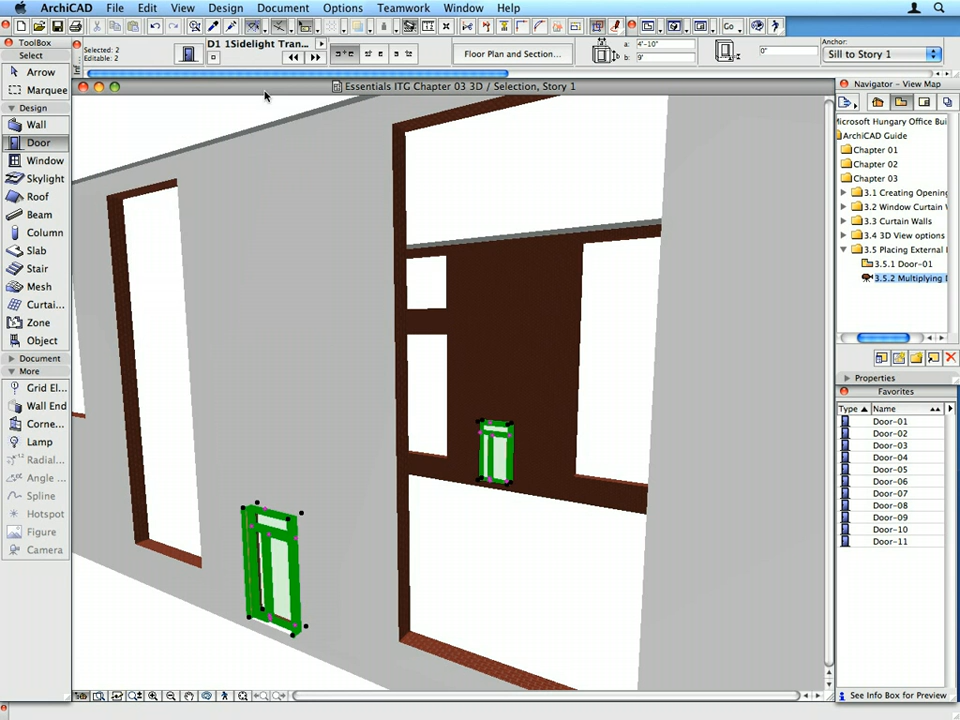 ArchiCAD File Edit View Design Document Options Teamwork Window Help
ToolBox
Select
Arrow
Marquee
Design
Wall
Door
Window
Skylight
Roof
Beam
Column
Slab
Stair
Mesh
Curtai...
Zone
Object
Document
More
Grid El...
Wall End
Corne...
Lamp
Radial...
Angle ...
Spline
Hotspot
Figure
Camera
Selected: 2
Editable: 2
D1 1Sidelight Tran...
Floor Plan and Section...
a: 4'-10"
b: 9'
0"
Anchor:
Sill to Story 1
Go...
Essentials ITG Chapter 03 3D / Selection, Story 1
Navigator - View Map
Microsoft Hungary Office Bui
ArchiCAD Guide
Chapter 01
Chapter 02
Chapter 03
3.1 Creating Opening
3.2 Window Curtain W
3.3 Curtain Walls
3.4 3D View options
3.5 Placing External
3.5.1 Door-01
3.5.2 Multiplying
Properties
Favorites
Type Name
Door-01
Door-02
Door-03
Door-04
Door-05
Door-06
Door-07
Door-08
Door-09
Door-10
Door-11
See Info Box for Preview